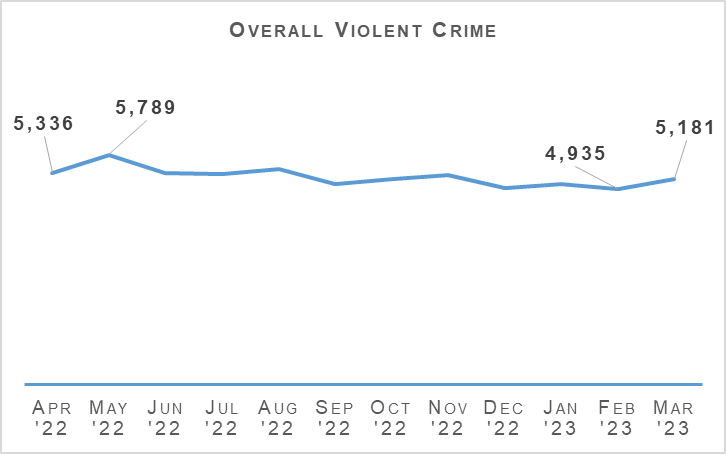 OVERALL VIOLENT CRIME
5,336
5,789
4,935
5,181
APR '22
MAY '22
JUN '22
JUL '22
AUG '22
SEP '22
OCT '22
NOV '22
DEC '22
JAN '23
FEB '23
MAR '23